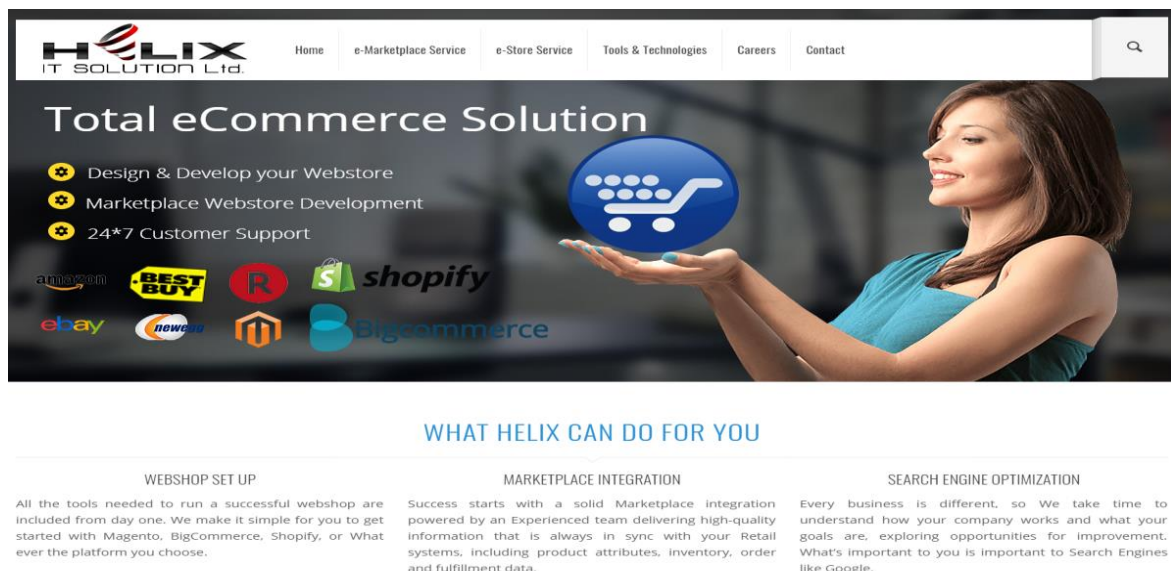 HELIX
IT SOLUTION Ltd.
Home e-Marketplace Service e-Store Service Tools & Technologies Careers Contact
Total eCommerce Solution
Design & Develop your Webstore
Marketplace Webstore Development
24*7 Customer Support
amazon BEST BUY R shopify
ebay newegg Bigcommerce
WHAT HELIX CAN DO FOR YOU
WEBSHOP SET UP
All the tools needed to run a successful webshop are
included from day one. We make it simple for you to get
started with Magento, BigCommerce, Shopify, or What
ever the platform you choose.
MARKETPLACE INTEGRATION
Success starts with a solid Marketplace integration
powered by an Experienced team delivering high-quality
information that is always in sync with your Retail
systems, including product attributes, inventory, order
and fulfillment data.
SEARCH ENGINE OPTIMIZATION
Every business is different, so We take time to
understand how your company works and what your
goals are, exploring opportunities for improvement.
What's important to you is important to Search Engines
like Google.